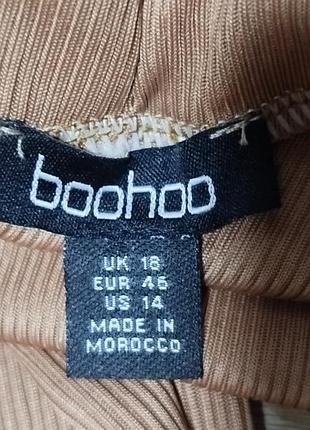 boohoo
UK 18
EUR 46
US 14
MADE IN
MOROCCO